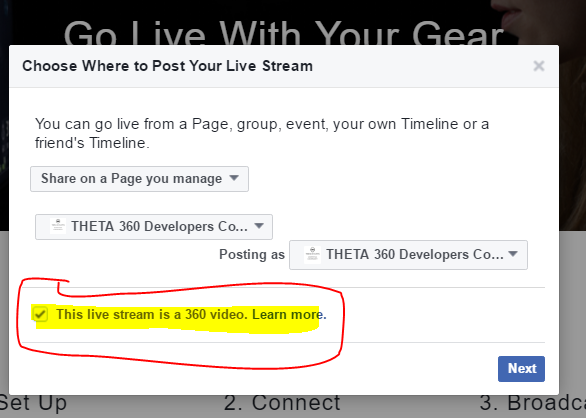 Go Live With Your Gear
Choose Where to Post Your Live Stream
You can go live from a Page, group, event, your own Timeline or a
friend's Timeline.
Share on a Page you manage
THETA 360 Developers Co...
Posting as THETA 360 Developers Co...
This live stream is a 360 video. Learn more.
Next
Set Up 2. Connect 3. Broadc